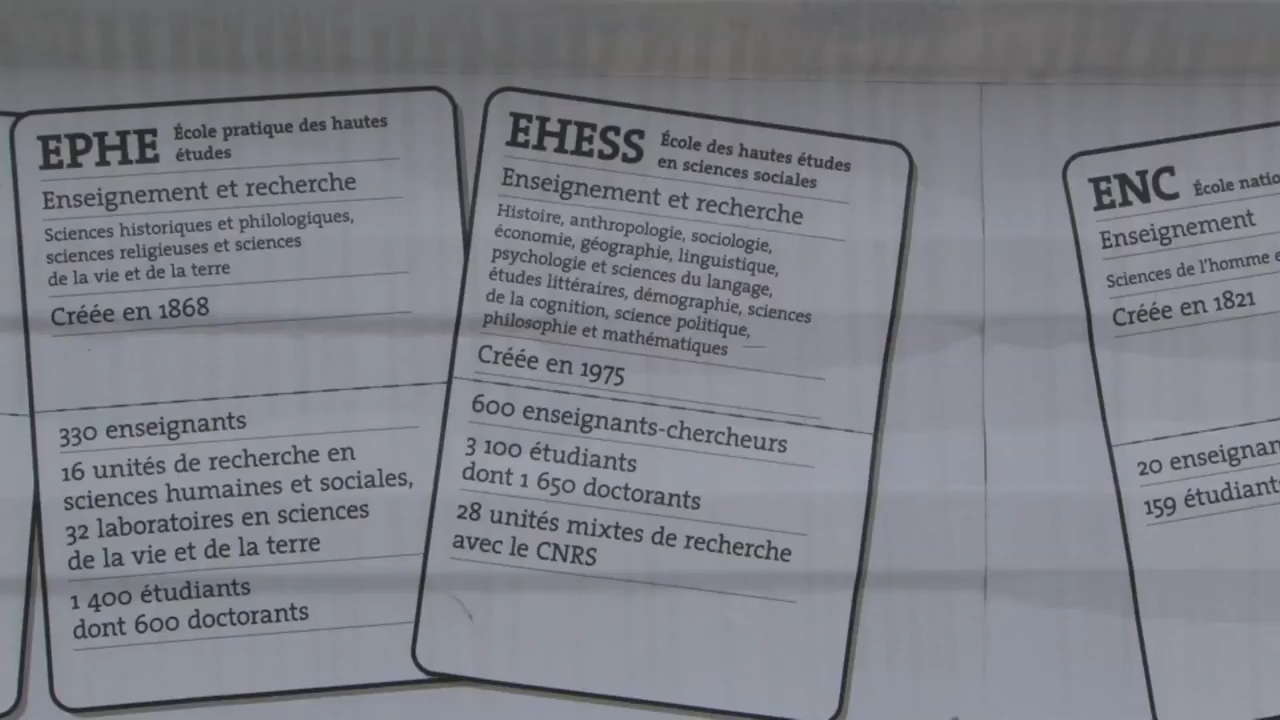 EPHE École pratique des hautes
études
Enseignement et recherche
Sciences historiques et philologiques,
sciences religieuses et sciences
de la vie et de la terre
Créée en 1868
330 enseignants
16 unités de recherche en
sciences humaines et sociales,
32 laboratoires en sciences
de la vie et de la terre
1 400 étudiants
dont 600 doctorants
EHESS École des hautes études
en sciences sociales
Enseignement et recherche
Histoire, anthropologie, sociologie,
économie, géographie, linguistique,
psychologie et sciences du langage,
études littéraires, démographie, sciences
de la cognition, science politique,
philosophie et mathématiques
Créée en 1975
600 enseignants-chercheurs
3 100 étudiants
dont 1 650 doctorants
28 unités mixtes de recherche
avec le CNRS
ENC École
Enseignement
Sciences de l'homme
Créée en 1821
20
159